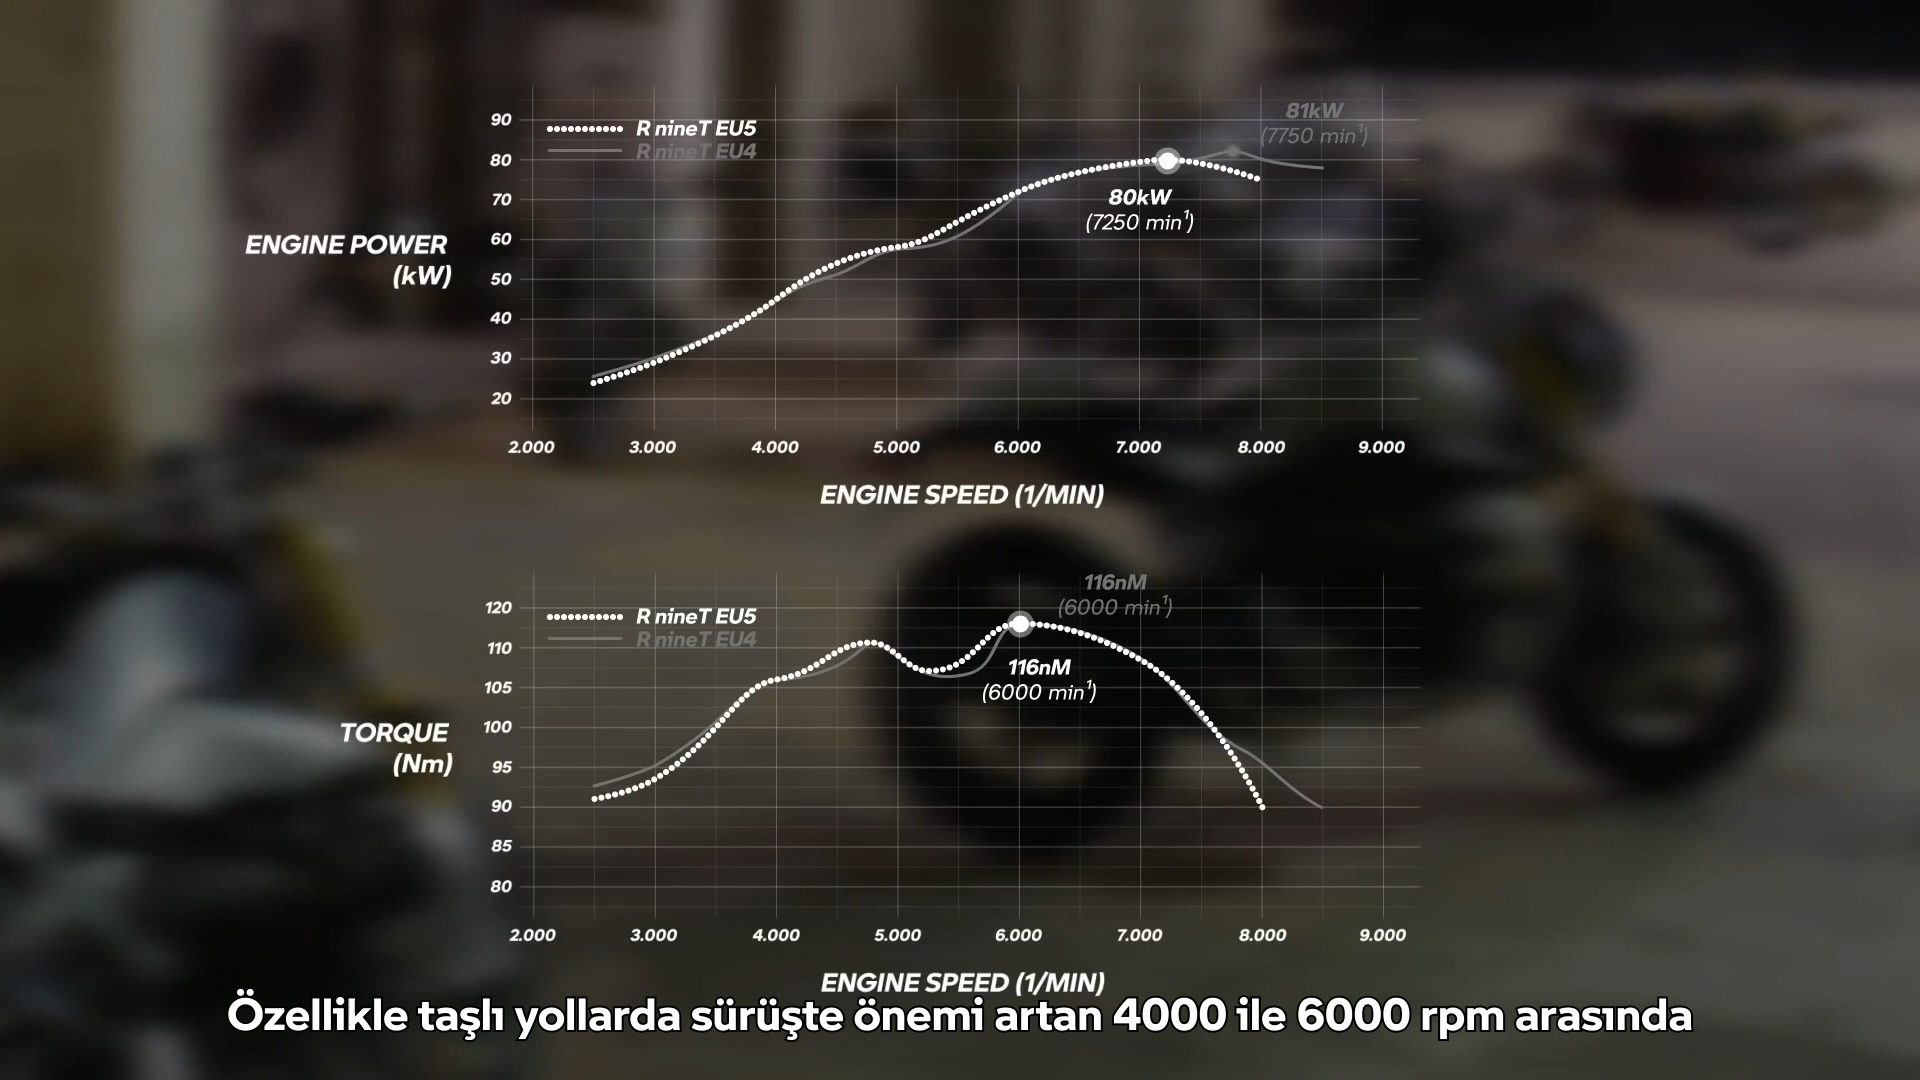 90
80
70
60
50
40
30
20
R nineT EU5
R nineT EU4
81kW
(7750 min¹)
80kW
(7250 min¹)
ENGINE POWER
(kW)
2.000 3.000 4.000 5.000 6.000 7.000 8.000 9.000
ENGINE SPEED (1/MIN)
120
110
105
100
95
90
85
80
R nineT EU5
R nineT EU4
116nM
(6000 min¹)
116nM
(6000 min¹)
TORQUE
(Nm)
2.000 3.000 4.000 5.000 6.000 7.000 8.000 9.000
ENGINE SPEED (1/MIN)
Özellikle taşlı yollarda sürüşte önemi artan 4000 ile 6000 rpm arasında